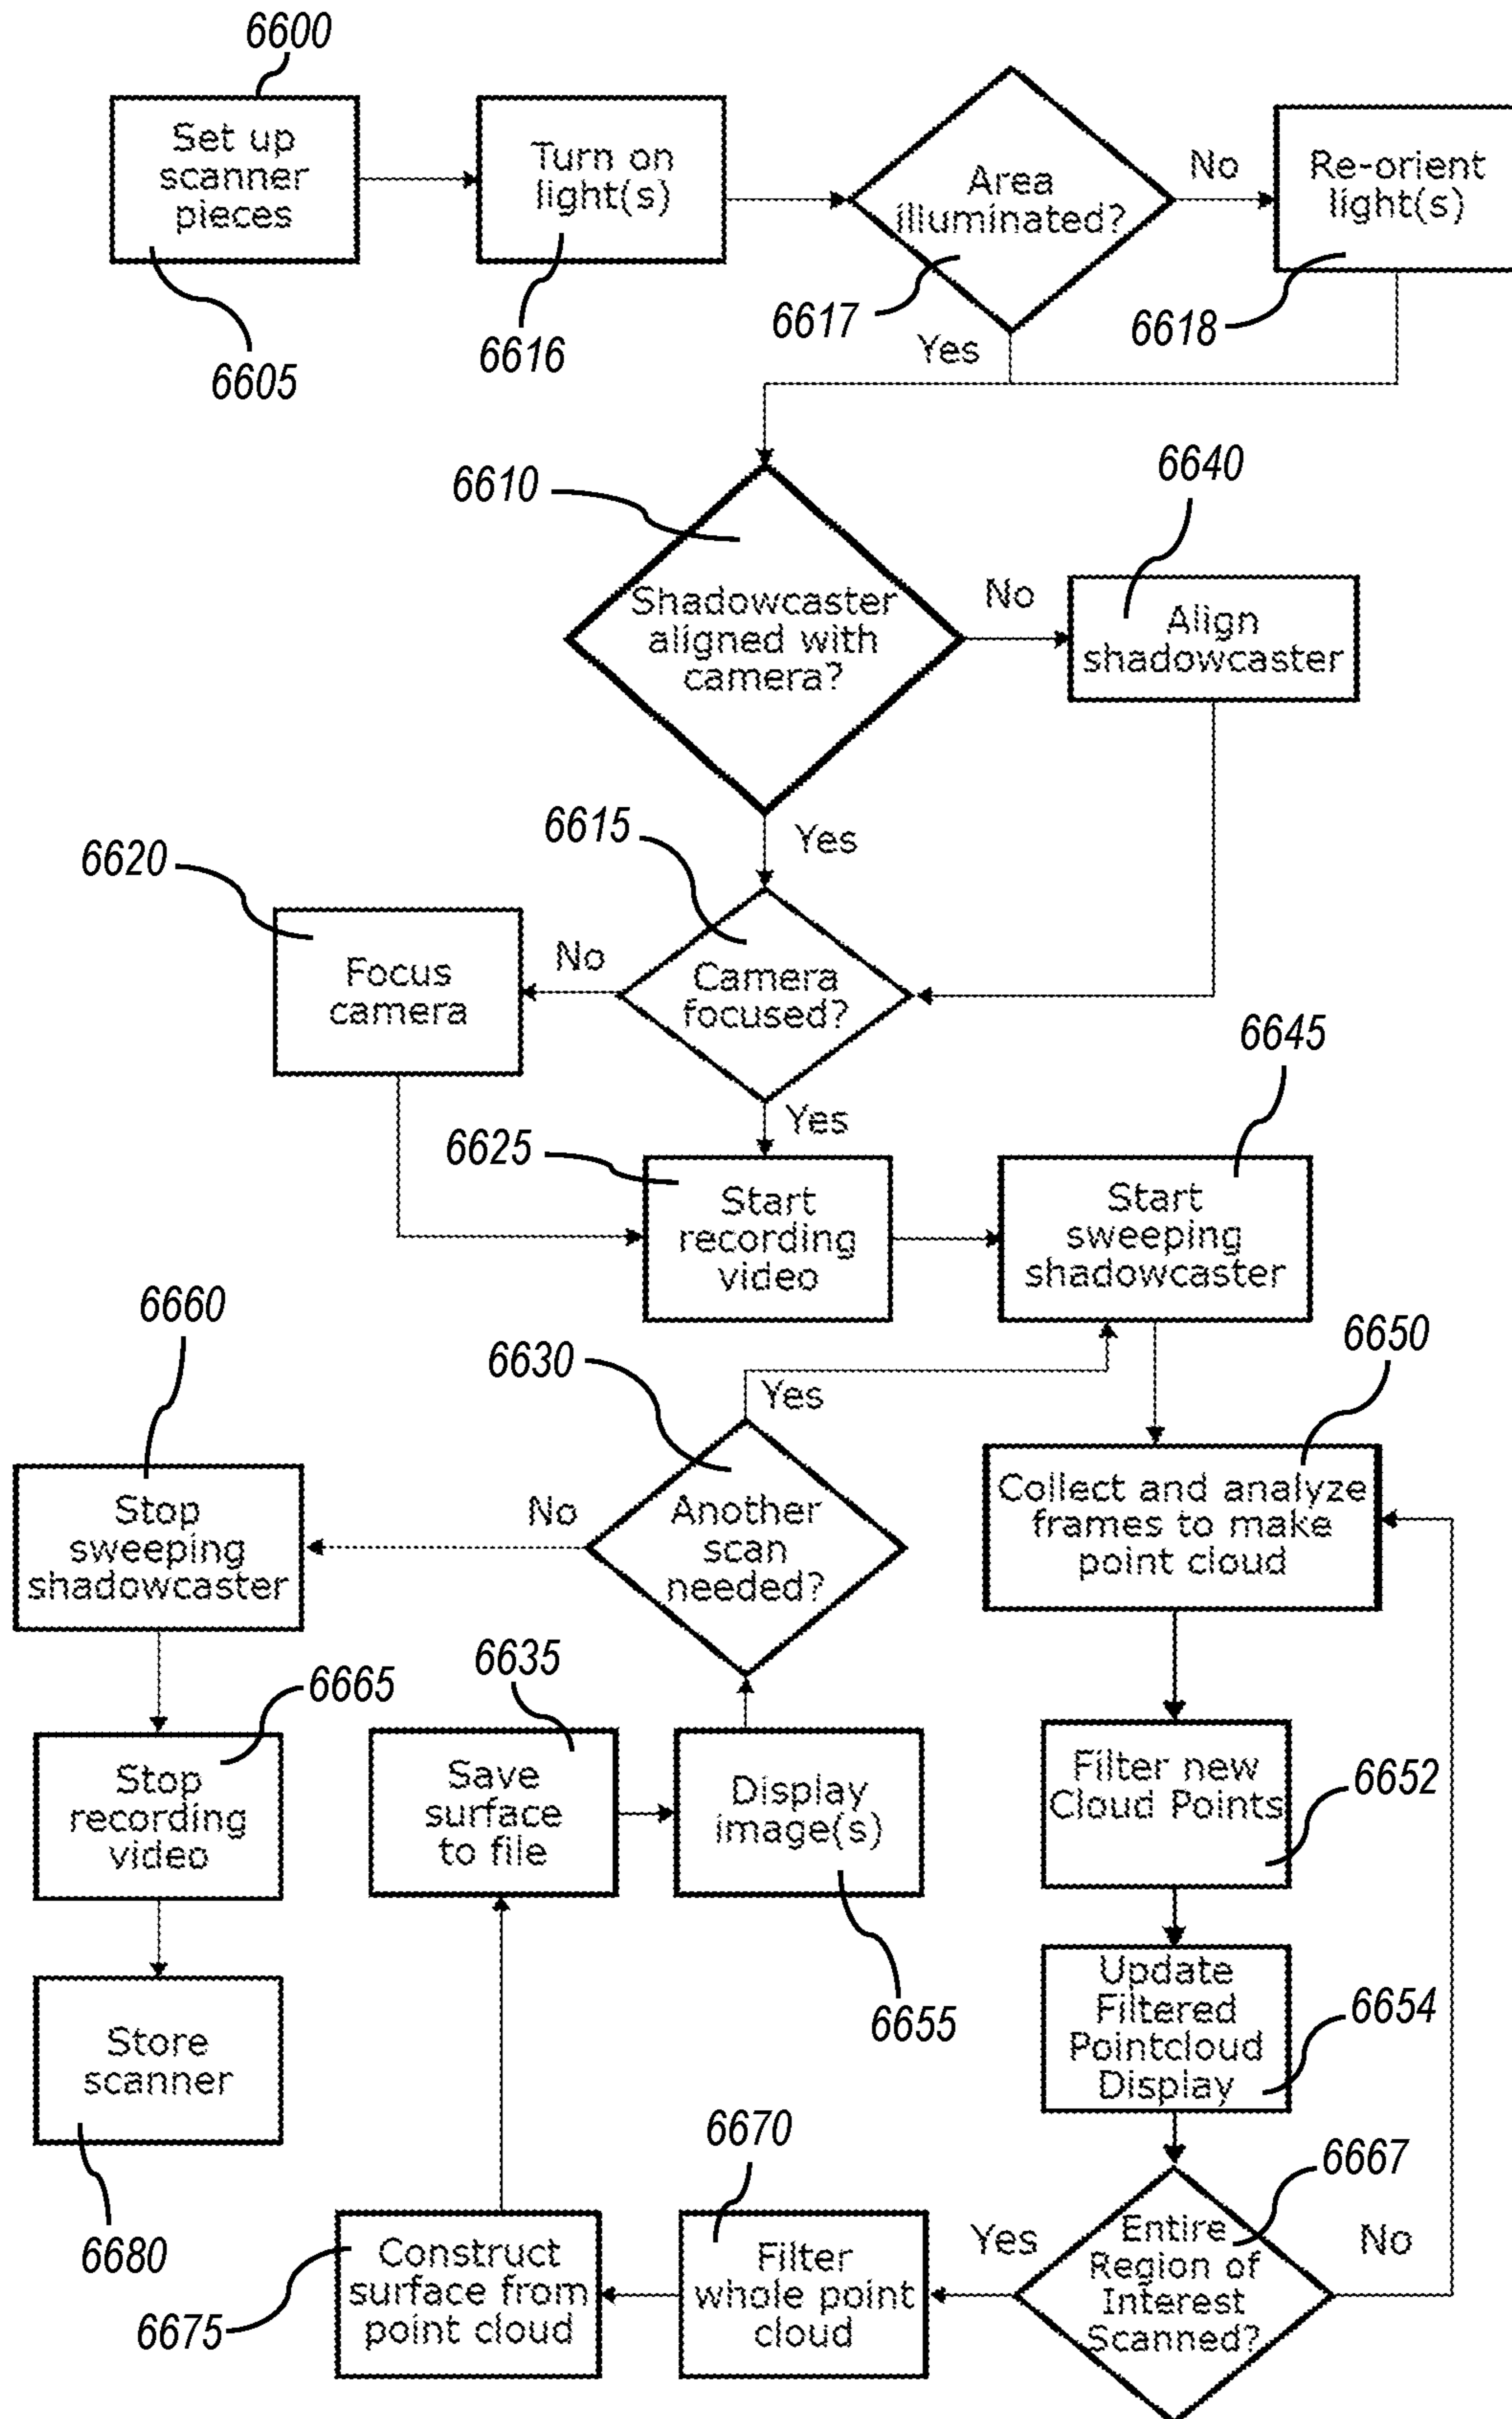 6600
Set up
scanner
pieces
6605
Turn on
light(s)
6616
Area
illuminated?
6617
No
Yes
Re-orient
light(s)
6618
6610
Shadowcaster
aligned with
camera?
No
Yes
6640
Align
shadowcaster
6615
Camera
focused?
No
Yes
6620
Focus
camera
6625
Start
recording
video
6645
Start
sweeping
shadowcaster
6660
Stop
sweeping
shadowcaster
6630
Yes
No
Another
scan
needed?
6650
Collect and analyze
frames to make
point cloud
6665
Stop
recording
video
6635
Save
surface
to file
Display
image(s)
6655
Filter new
Cloud Points
6652
Store
scanner
6680
Update
Filtered
Pointcloud
Display
6654
6667
Entire
Region of
Interest
Scanned?
Yes
No
6670
Filter
whole point
cloud
Construct
surface from
point cloud
6675